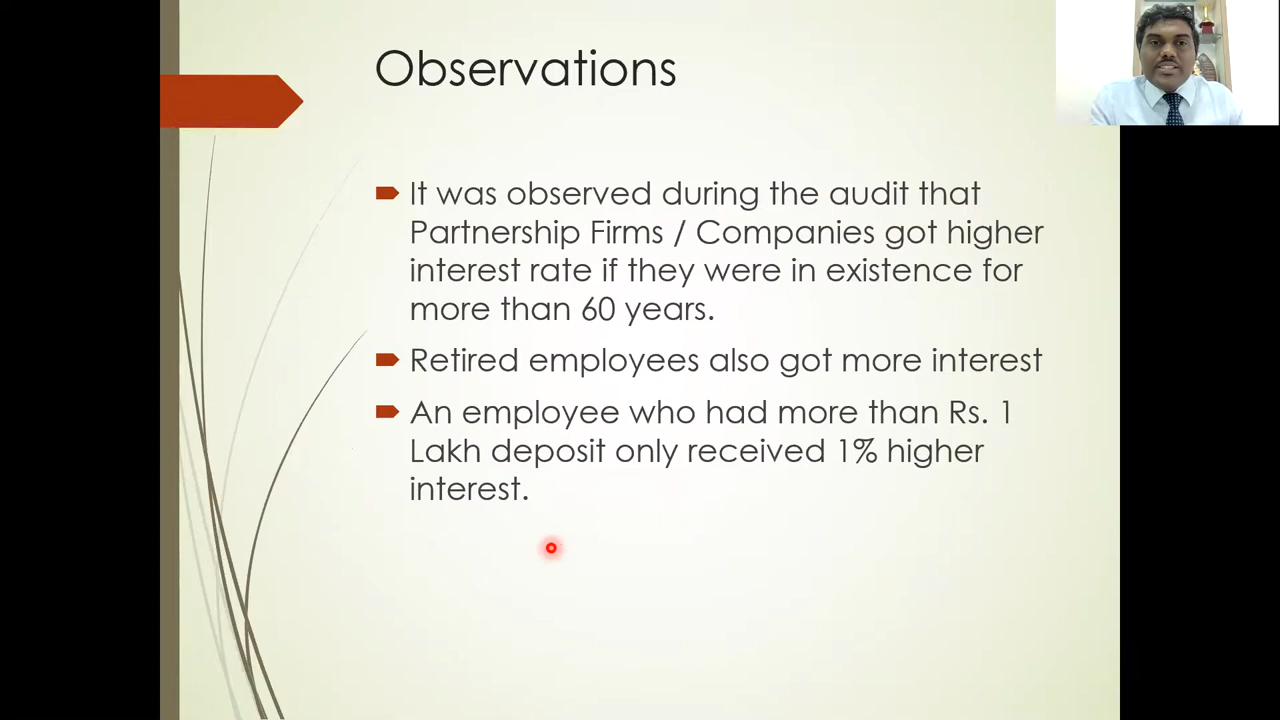 Observations
It was observed during the audit that
Partnership Firms / Companies got higher
interest rate if they were in existence for
more than 60 years.
Retired employees also got more interest
An employee who had more than Rs. 1
Lakh deposit only received 1% higher
interest.